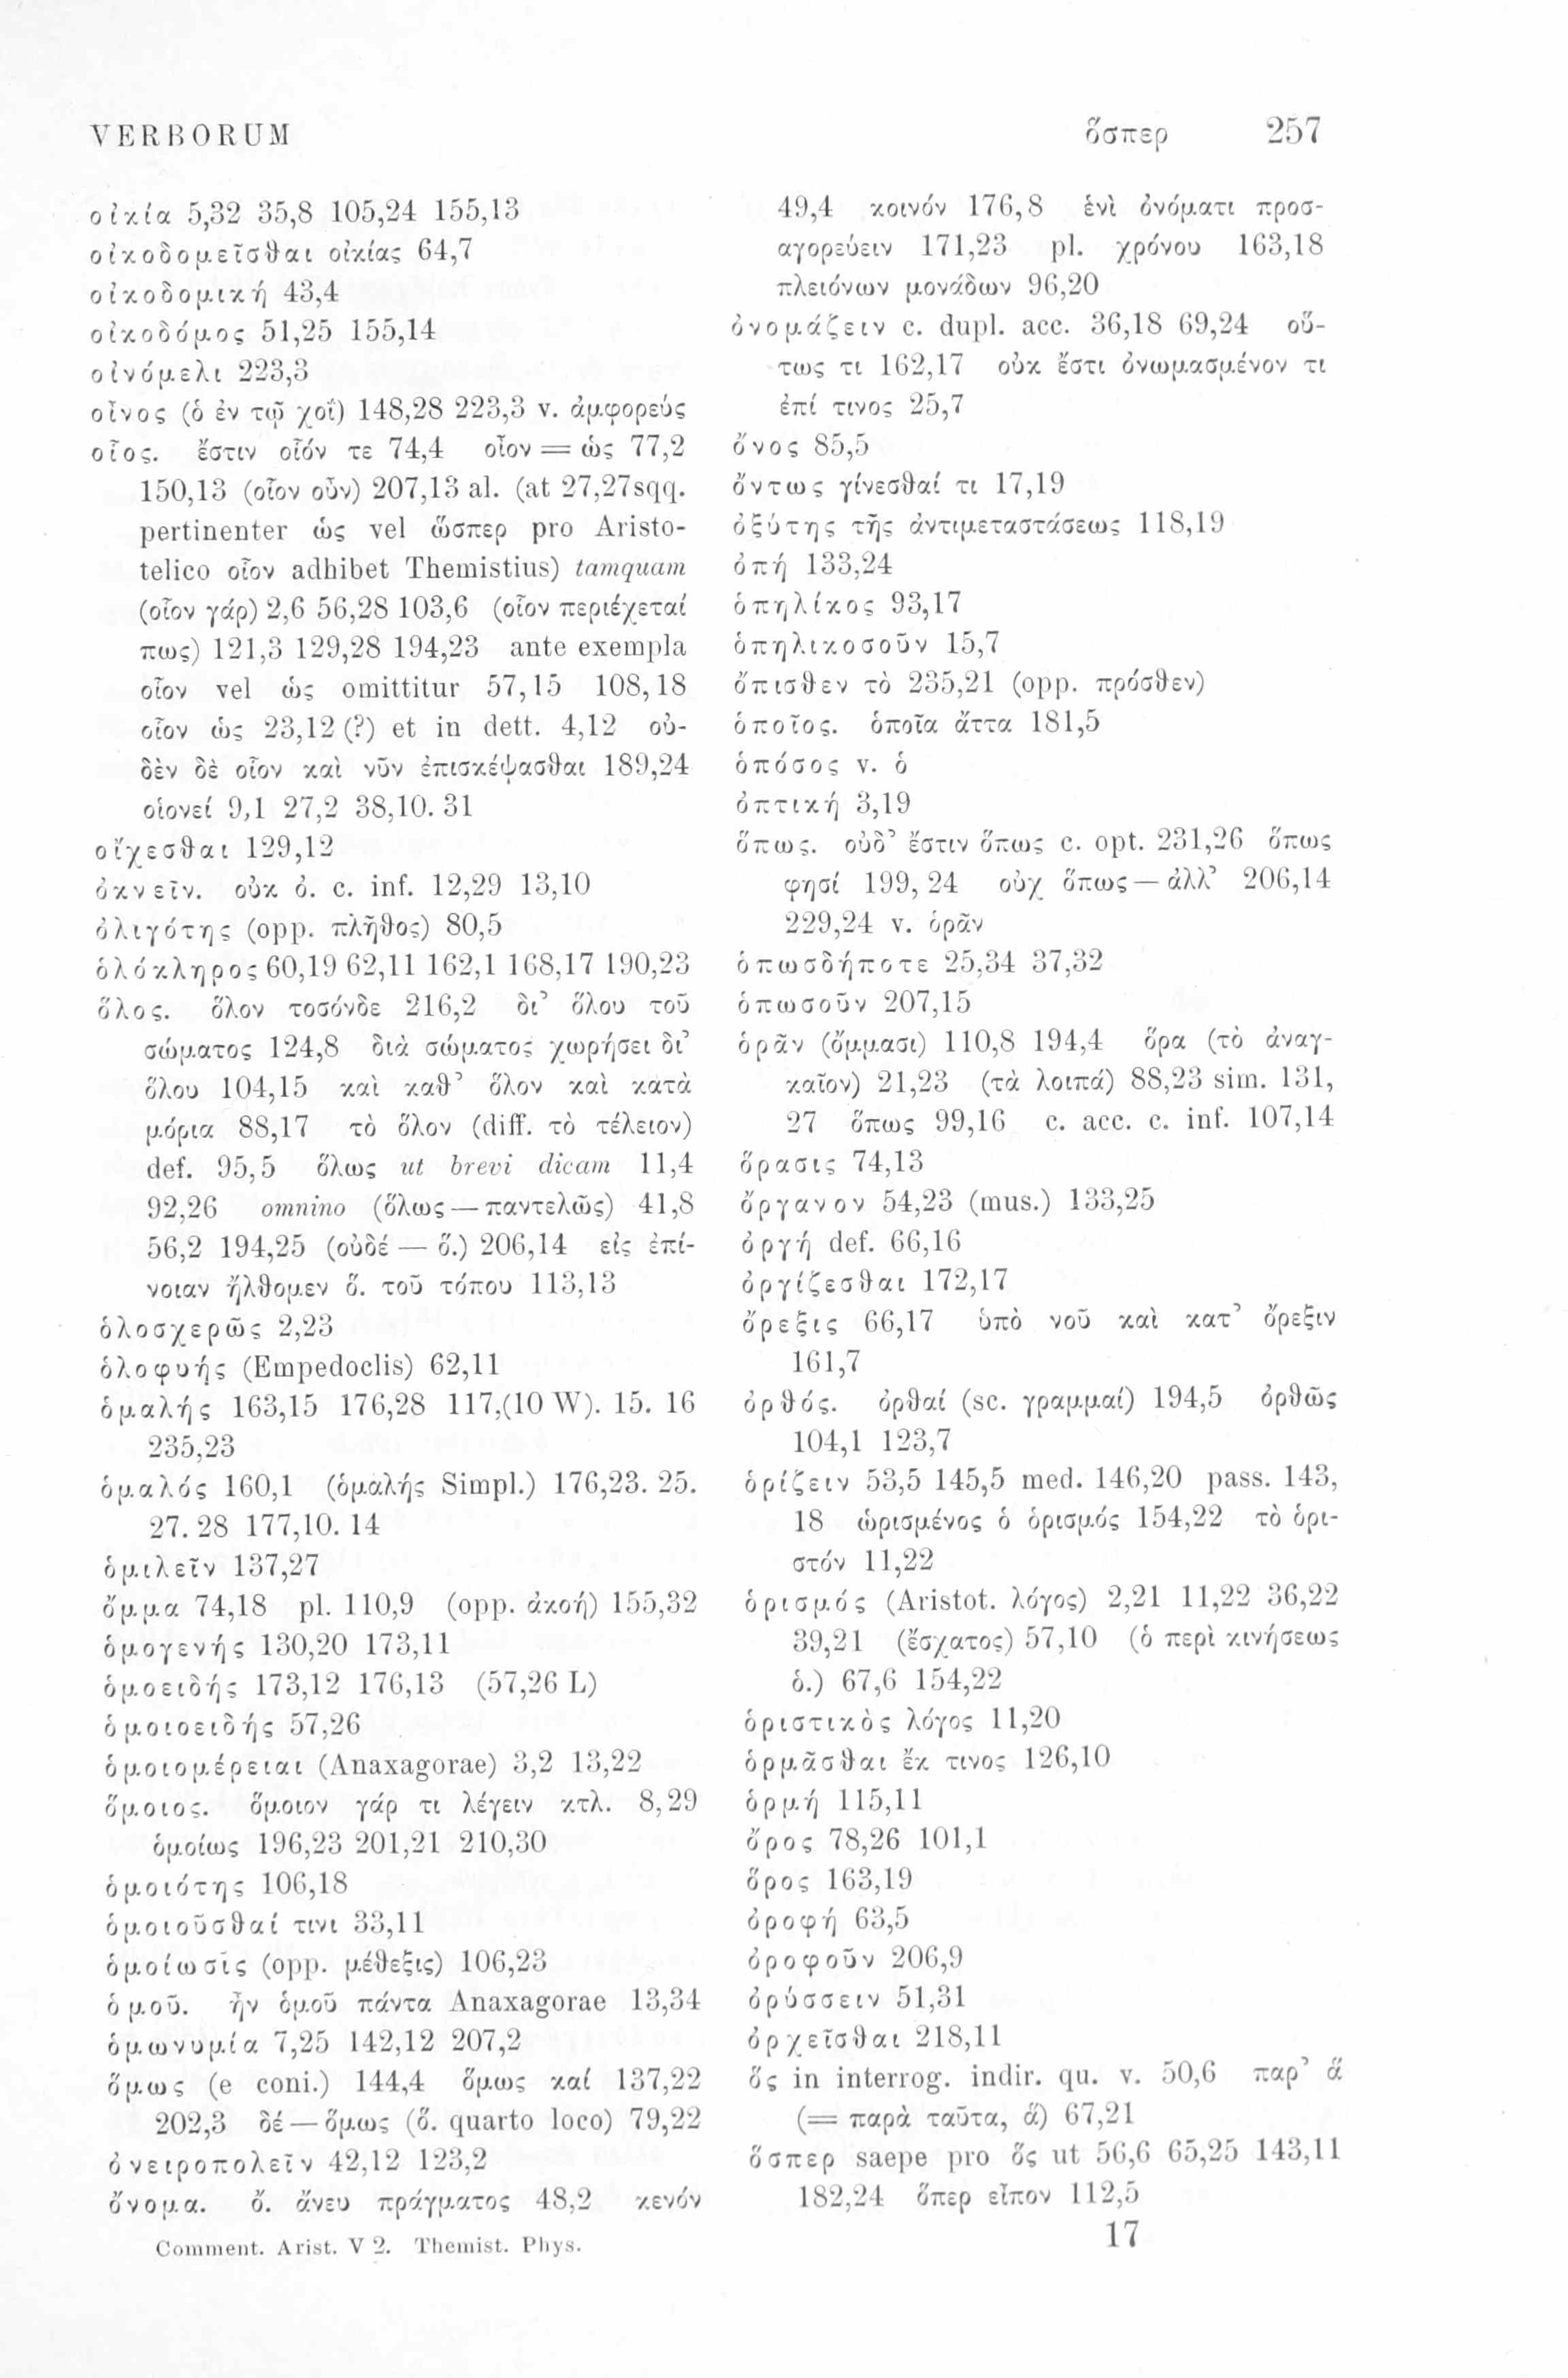 VERBORUM ὅσπερ 257
οἰκία 5,32 35,8 105,24 155,13
οἰκοδομεῖσθαι οἰκίας 64,7
οἰκοδομική 43,4
οἰκοδόμος 51,25 155,14
οἰνόμελι 223,3
οἶνος (ὁ ἐν τῷ χοΐ) 148,28 223,3 v. ἀμφορεύς
οἷος. ἔστιν οἷόν τε 74,4 οἷον = ὡς 77,2
150,13 (οἷον οὖν) 207,13 al. (at 27,27sqq.
pertinenter ὡς vel ὥσπερ pro Aristo-
telico οἷον adhibet Themistius) tamquam
(οἷον γάρ) 2,6 56,28 103,6 (οἷον περιέχεταί
πως) 121,3 129,28 194,23 ante exempla
οἷον vel ὡς omittitur 57,15 108,18
οἷον ὡς 23,12 (?) et in dett. 4,12 οὐ-
δὲν δὲ οἷον καὶ νῦν ἐπισκέψασθαι 189,24
οἱονεί 9,1 27,2 38,10. 31
οἴχεσθαι 129,12
ὀκνεῖν. οὐκ ὀ. c. inf. 12,29 13,10
ὀλιγότης (opp. πλῆθος) 80,5
ὁλόκληρος 60,19 62,11 162,1 168,17 190,23
ὅλος. ὅλον τοσόνδε 216,2 δι’ ὅλου τοῦ
σώματος 124,8 διὰ σώματος χωρήσει δι’
ὅλου 104,15 καὶ καθ’ ὅλον καὶ κατὰ
μόρια 88,17 τὸ ὅλον (diff. τὸ τέλειον)
def. 95,5 ὅλως ut brevi dicam 11,4
92,26 omnino (ὅλως — παντελῶς) 41,8
56,2 194,25 (οὐδέ — ὅ.) 206,14 εἰς ἐπί-
νοιαν ἤλθομεν ὅ. τοῦ τόπου 113,13
ὁλοσχερῶς 2,23
ὁλοφυής (Empedoclis) 62,11
ὁμαλής 163,15 176,28 117,(10 W). 15. 16
235,23
ὁμαλός 160,1 (ὁμαλής Simpl.) 176,23. 25.
27. 28 177,10. 14
ὁμιλεῖν 137,27
ὄμμα 74,18 pl. 110,9 (opp. ἀκοή) 155,32
ὁμογενής 130,20 173,11
ὁμοειδής 173,12 176,13 (57,26 L)
ὁμοιοειδής 57,26
ὁμοιομέρειαι (Anaxagorae) 3,2 13,22
ὅμοιος. ὅμοιον γάρ τι λέγειν κτλ. 8,29
ὁμοίως 196,23 201,21 210,30
ὁμοιότης 106,18
ὁμοιοῦσθαί τινι 33,11
ὁμοίωσίς (opp. μέθεξις) 106,23
ὁμοῦ. ἦν ὁμοῦ πάντα Anaxagorae 13,34
ὁμωνυμία 7,25 142,12 207,2
ὅμως (e coni.) 144,4 ὅμως καί 137,22
202,3 δέ — ὅμως (ὅ. quarto loco) 79,22
ὀνειροπολεῖν 42,12 123,2
ὄνομα. ὄ. ἄνευ πράγματος 48,2 κενόν
Comment. Arist. V 2. Themist. Phys.
49,4 κοινόν 176,8 ἑνὶ ὀνόματι προσ-
αγορεύειν 171,23 pl. χρόνου 163,18
πλειόνων μονάδων 96,20
ὀνομάζειν c. dupl. acc. 36,18 69,24 οὕ-
τως τι 162,17 οὐκ ἔστι ὀνωμασμένον τι
ἐπί τινος 25,7
ὄνος 85,5
ὄντως γίνεσθαί τι 17,19
ὀξύτης τῆς ἀντιμεταστάσεως 118,19
ὀπή 133,24
ὁπηλίκος 93,17
ὁπηλικοσοῦν 15,7
ὄπισθεν τὸ 235,21 (opp. πρόσθεν)
ὁποῖος. ὁποῖα ἄττα 181,5
ὁπόσος v. ὁ
ὀπτική 3,19
ὅπως. οὐδ’ ἔστιν ὅπως c. opt. 231,26 ὅπως
φησί 199,24 οὐχ ὅπως — ἀλλ’ 206,14
229,24 v. ὁρᾶν
ὁπωσδήποτε 25,34 37,32
ὁπωσοῦν 207,15
ὁρᾶν (ὄμμασι) 110,8 194,4 ὅρα (τὸ ἀναγ-
καῖον) 21,23 (τὰ λοιπά) 88,23 sim. 131,
27 ὅπως 99,16 c. acc. c. inf. 107,14
ὅρασις 74,13
ὄργανον 54,23 (mus.) 133,25
ὀργή def. 66,16
ὀργίζεσθαι 172,17
ὄρεξις 66,17 ὑπὸ νοῦ καὶ κατ’ ὄρεξιν
161,7
ὀρθός. ὀρθαί (sc. γραμμαί) 194,5 ὀρθῶς
104,1 123,7
ὁρίζειν 53,5 145,5 med. 146,20 pass. 143,
18 ὡρισμένος ὁ ὁρισμός 154,22 τὸ ὁρι-
στόν 11,22
ὁρισμός (Aristot. λόγος) 2,21 11,22 36,22
39,21 (ἔσχατος) 57,10 (ὁ περὶ κινήσεως
ὁ.) 67,6 154,22
ὁριστικὸς λόγος 11,20
ὁρμᾶσθαι ἔκ τινος 126,10
ὁρμή 115,11
ὄρος 78,26 101,1
ὅρος 163,19
ὀροφή 63,5
ὀροφοῦν 206,9
ὀρύσσειν 51,31
ὀρχεῖσθαι 218,11
ὅς in interrog. indir. qu. v. 50,6 παρ’ ἅ
(= παρὰ ταῦτα, ἅ) 67,21
ὅσπερ saepe pro ὅς ut 56,6 65,25 143,11
182,24 ὅπερ εἶπον 112,5
17